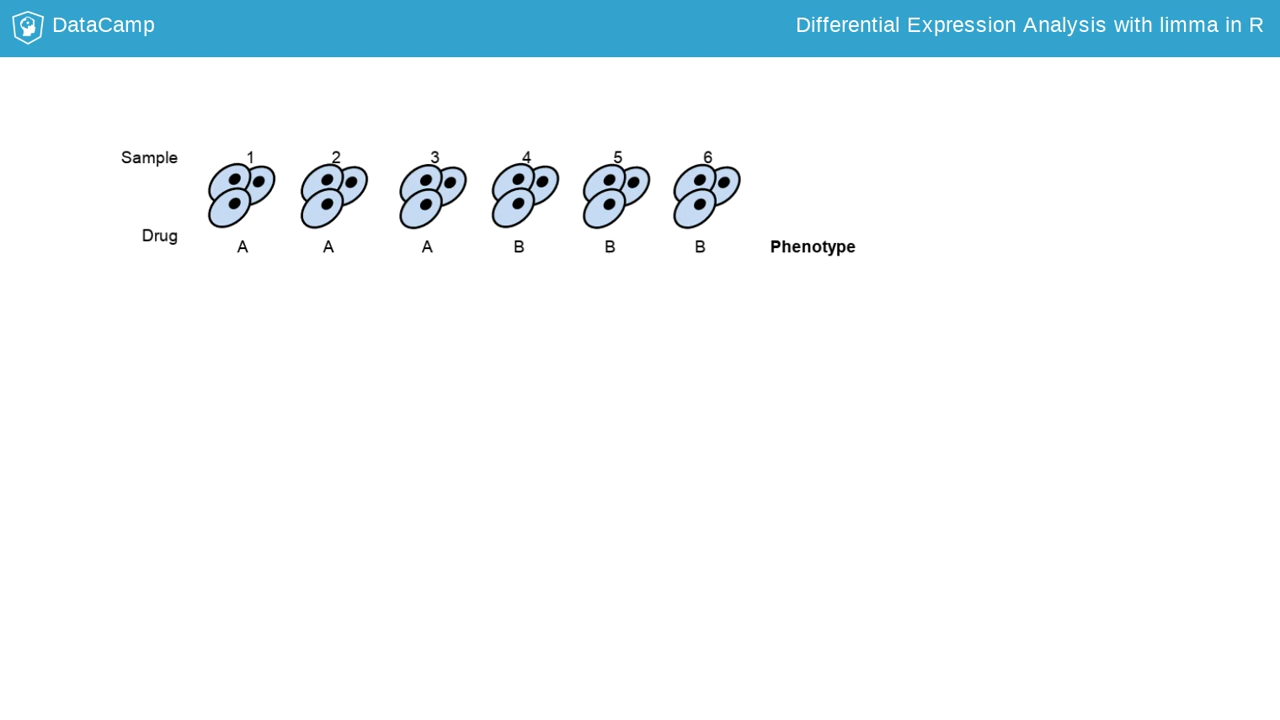 DataCamp
Differential Expression Analysis with limma in R
Sample 1 2 3 4 5 6
Drug A A A B B B Phenotype